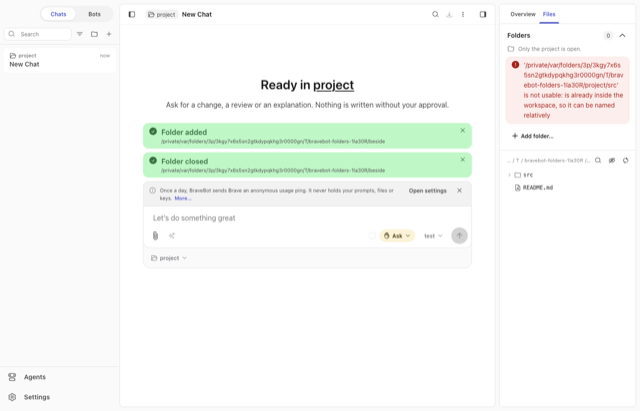 Chats
Bots
Search
project
now
New Chat
Agents
Settings
project
New Chat
Ready in project
Ask for a change, a review or an explanation. Nothing is written without your approval.
Folder added
/private/var/folders/3p/3kgy7x6s5sn2gtkdypqkhg3r0000gn/T/bravebot-folders-1la30R/beside
Folder closed
/private/var/folders/3p/3kgy7x6s5sn2gtkdypqkhg3r0000gn/T/bravebot-folders-1la30R/beside
Once a day, BraveBot sends Brave an anonymous usage ping. It never holds your prompts, files or
keys. More...
Open settings
Let's do something great
Ask
test
project
Overview
Files
Folders
0
Only the project is open.
'/private/var/folders/3p/3kgy7x6s
5sn2gtkdypqkhg3r0000gn/T/brav
ebot-folders-1la30R/project/src'
is not usable: is already inside the
workspace, so it can be named
relatively
Add folder...
... / T / bravebot-folders-1la30R / ...
src
README.md